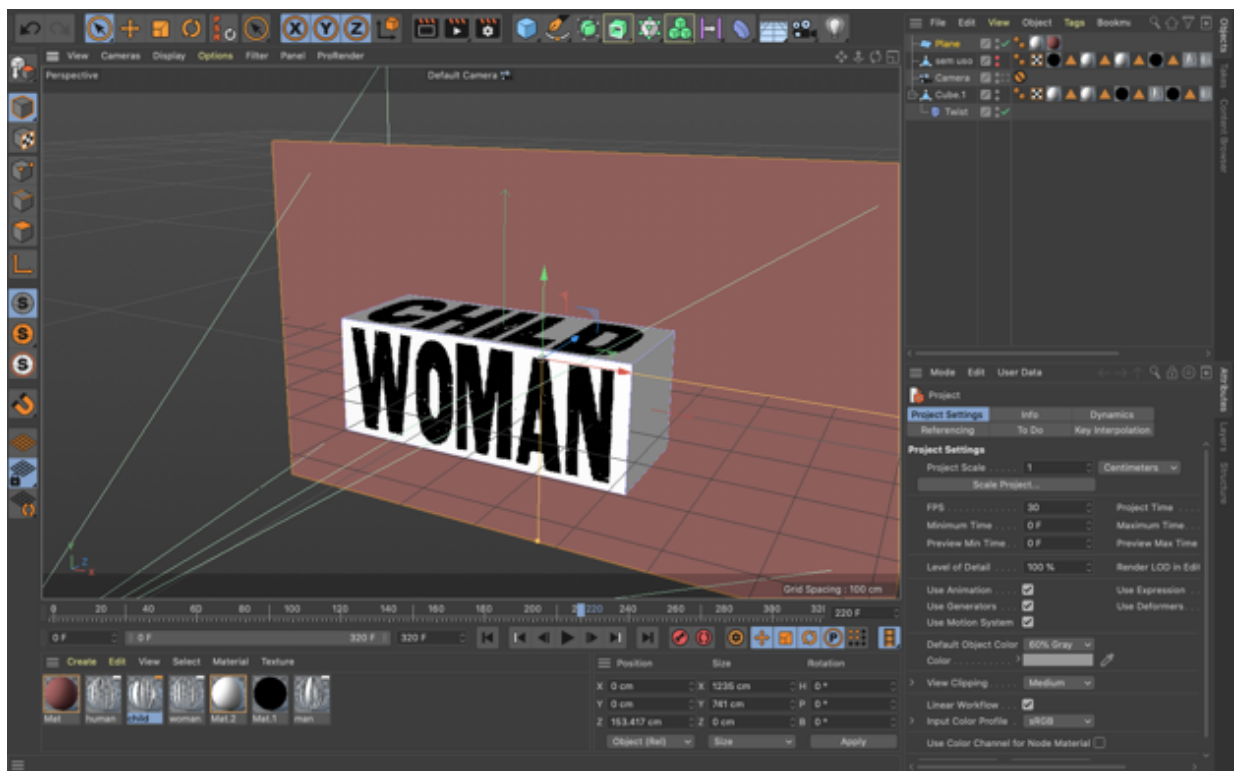 File Edit View Object Tags Bookm
View Cameras Display Options Filter Panel ProRender
Perspective
Default Camera
Plane
sem uso
Camera
Cube.1
Twist
Objects
Takes
Content Browser
CHILD
WOMAN
Y
Z
X
Grid Spacing : 100 cm
Mode Edit User Data
Attributes
Layers
Structure
Project
Project Settings Info Dynamics
Referencing To Do Key Interpolation
Project Settings
Project Scale . . . . . 1 Centimeters
Scale Project...
FPS . . . 30 Project Time
Minimum Time . . 0 F Maximum Time. .
Preview Min Time . . 0 F Preview Max Time
Level of Detail . . . . 100 % Render LOD in Edi
Use Animation . . . . Use Expression
Use Generators . . . Use Deformers. .
Use Motion System
Default Object Color 60% Gray
Color . . .
View Clipping. . . . . Medium
Linear Workflow . .
Input Color Profile . sRGB
Use Color Channel for Node Material
0 20 40 60 80 100 120 140 160 180 200 220 240 260 280 300 32 220 F
0 F 0 F 320 F 320 F
Create Edit View Select Material Texture
Mat human child woman Mat.2 Mat.1 man
Position Size Rotation
X 0 cm X 1235 cm H 0 °
Y 0 cm Y 741 cm P 0 °
Z 153.417 cm Z 0 cm B 0 °
Object (Rel) Size Apply